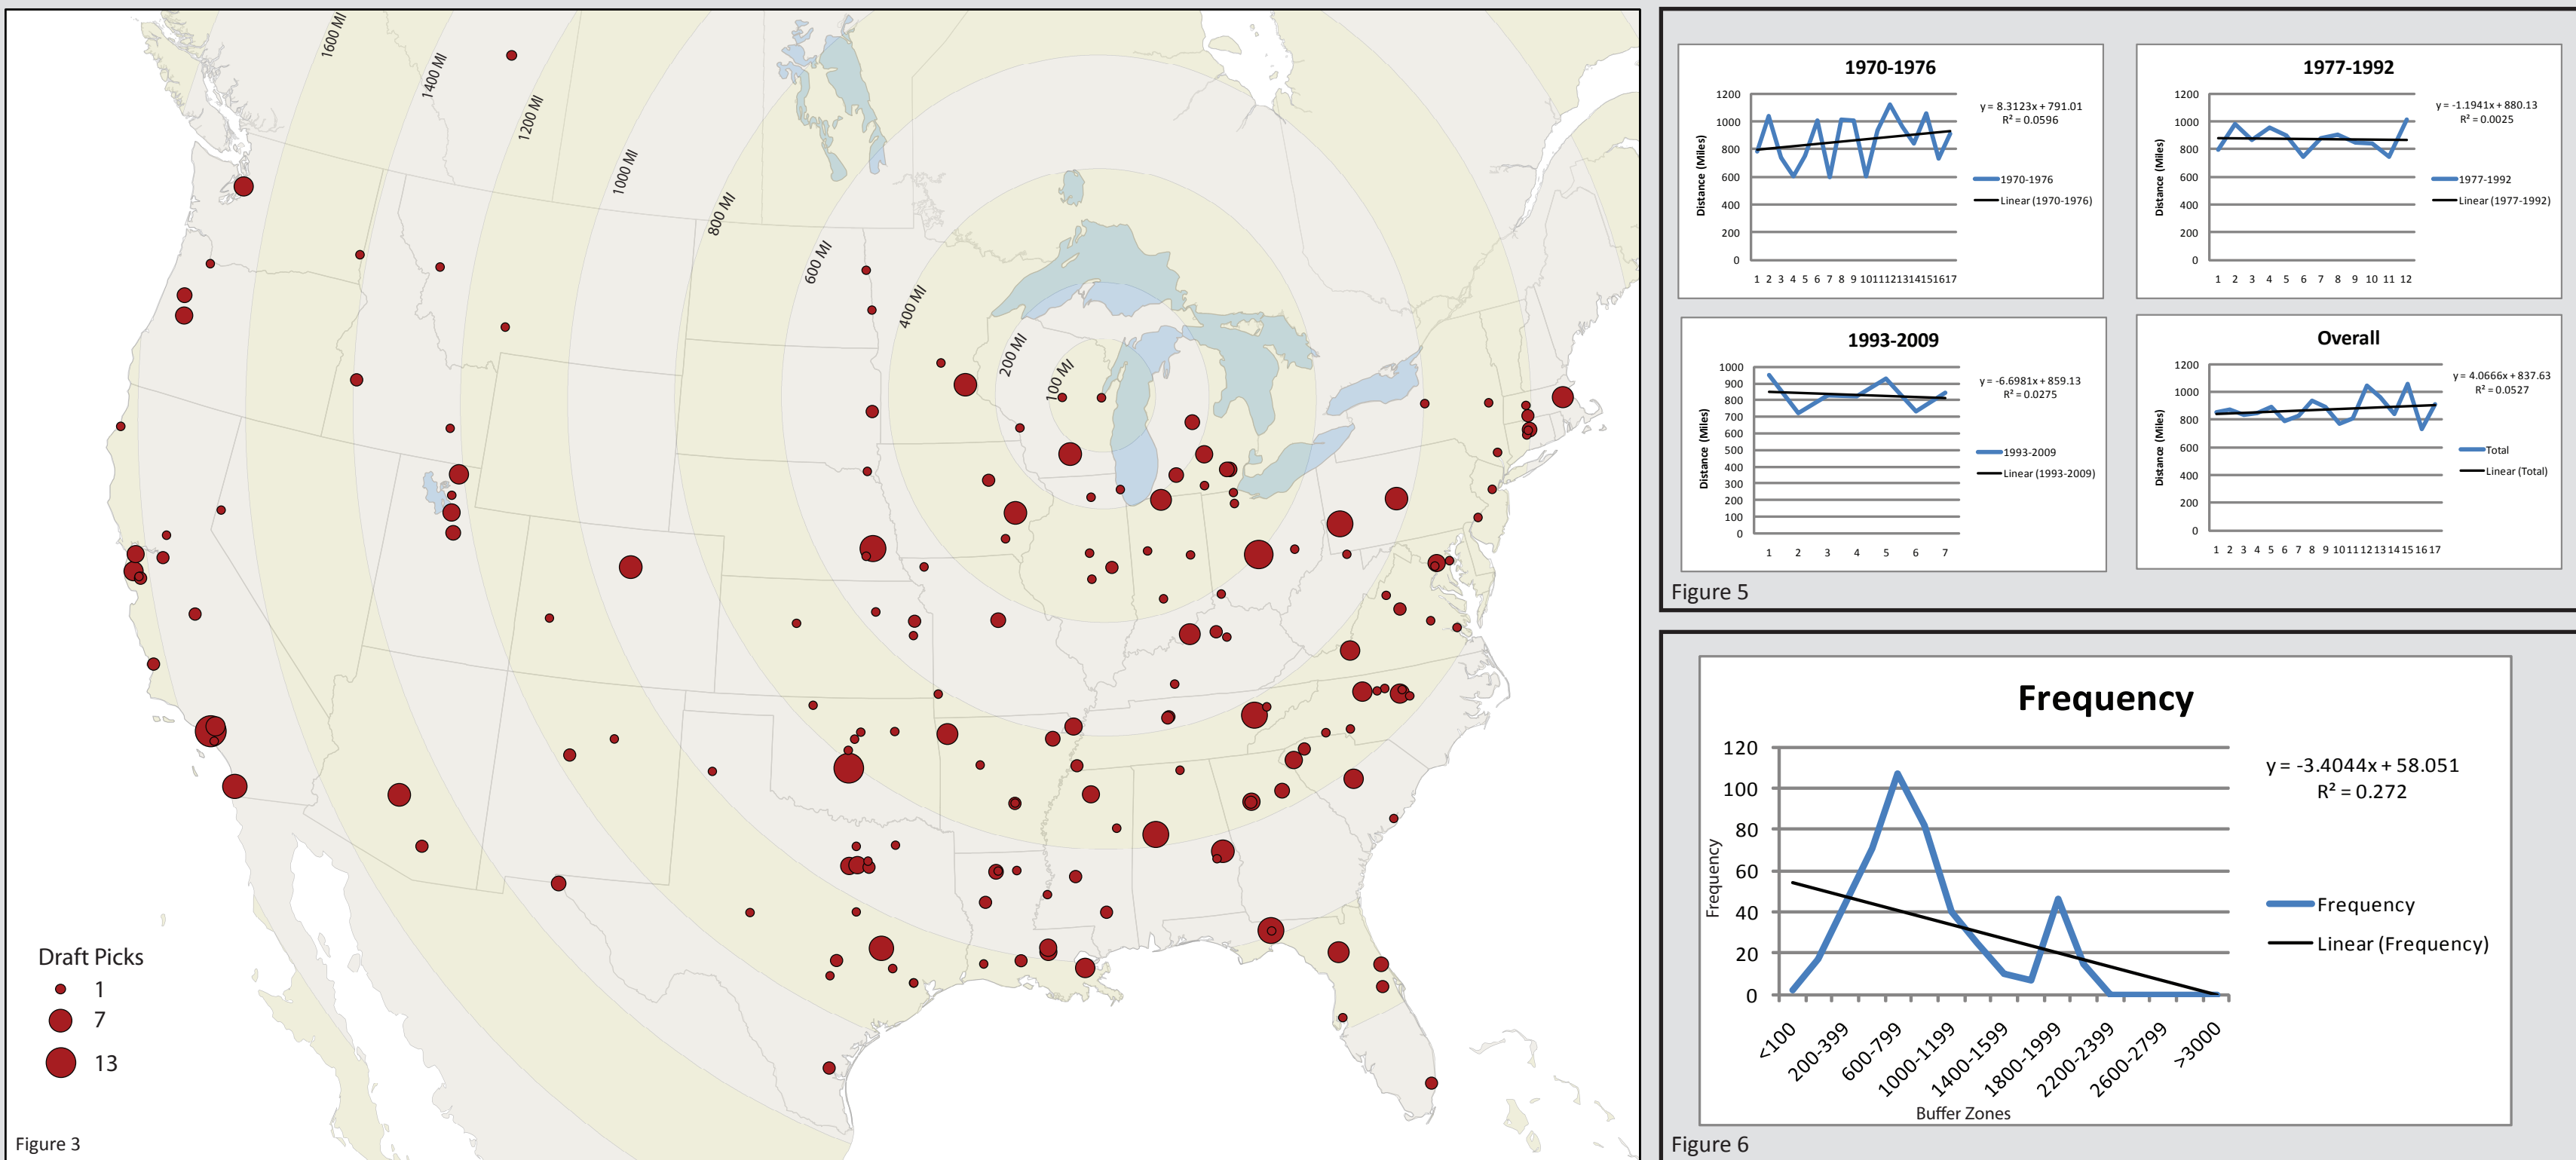 1600 MI
1400 MI
1200 MI
1000 MI
800 MI
600 MI
400 MI
200 MI
100 MI
Draft Picks
1
7
13
Figure 3
1970-1976
Distance (Miles)
1200
1000
800
600
400
200
0
1 2 3 4 5 6 7 8 9 1011121314151617
y = 8.3123x + 791.01
R² = 0.0596
1970-1976
Linear (1970-1976)
1977-1992
Distance (Miles)
1200
1000
800
600
400
200
0
1 2 3 4 5 6 7 8 9 10 11 12
y = -1.1941x + 880.13
R² = 0.0025
1977-1992
Linear (1977-1992)
1993-2009
Distance (Miles)
1000
900
800
700
600
500
400
300
200
100
0
1 2 3 4 5 6 7
y = -6.6981x + 859.13
R² = 0.0275
1993-2009
Linear (1993-2009)
Overall
Distance (Miles)
1200
1000
800
600
400
200
0
1 2 3 4 5 6 7 8 9 10 11 12 13 14 15 16 17
y = 4.0666x + 837.63
R² = 0.0527
Total
Linear (Total)
Figure 5
Frequency
Frequency
120
100
80
60
40
20
0
<100
200-399
600-799
1000-1199
1400-1599
1800-1999
2200-2399
2600-2799
>3000
Buffer Zones
y = -3.4044x + 58.051
R² = 0.272
Frequency
Linear (Frequency)
Figure 6